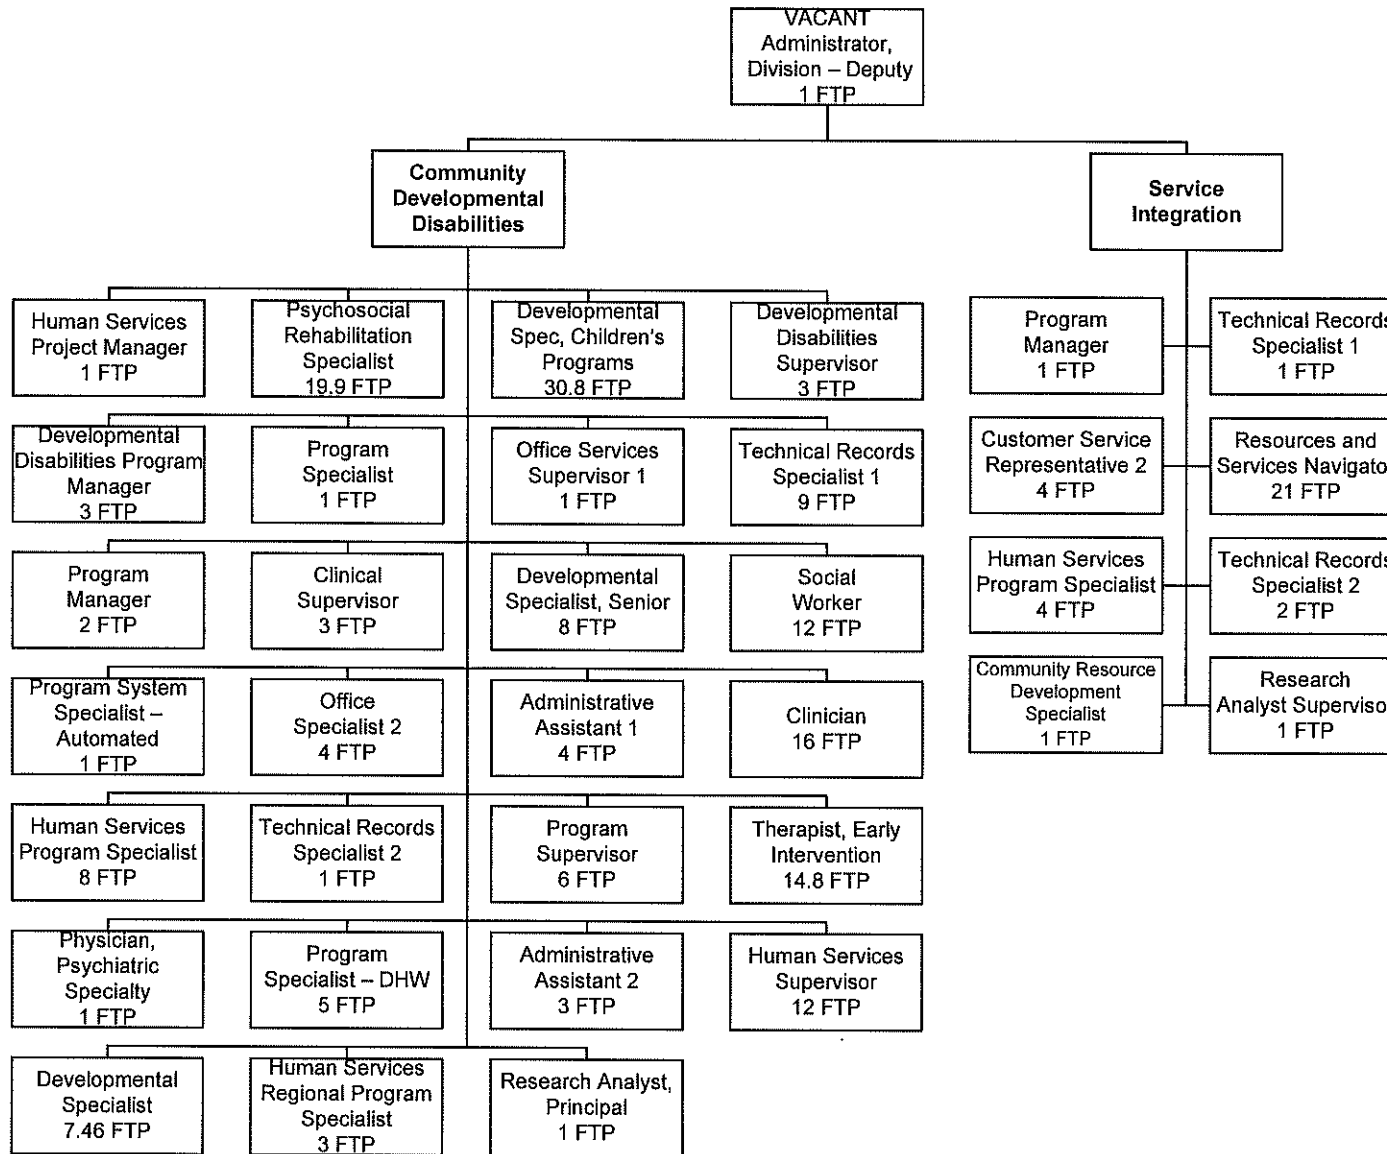 VACANT
Administrator,
Division – Deputy
1 FTP
Community
Developmental
Disabilities
Service
Integration
Human Services
Project Manager
1 FTP
Psychosocial
Rehabilitation
Specialist
19.9 FTP
Developmental
Spec, Children's
Programs
30.8 FTP
Developmental
Disabilities
Supervisor
3 FTP
Developmental
Disabilities Program
Manager
3 FTP
Program
Specialist
1 FTP
Office Services
Supervisor 1
1 FTP
Technical Records
Specialist 1
9 FTP
Program
Manager
2 FTP
Clinical
Supervisor
3 FTP
Developmental
Specialist, Senior
8 FTP
Social
Worker
12 FTP
Program System
Specialist –
Automated
1 FTP
Office
Specialist 2
4 FTP
Administrative
Assistant 1
4 FTP
Clinician
16 FTP
Human Services
Program Specialist
8 FTP
Technical Records
Specialist 2
1 FTP
Program
Supervisor
6 FTP
Therapist, Early
Intervention
14.8 FTP
Physician,
Psychiatric
Specialty
1 FTP
Program
Specialist – DHW
5 FTP
Administrative
Assistant 2
3 FTP
Human Services
Supervisor
12 FTP
Developmental
Specialist
7.46 FTP
Human Services
Regional Program
Specialist
3 FTP
Research Analyst,
Principal
1 FTP
Program
Manager
1 FTP
Technical Records
Specialist 1
1 FTP
Customer Service
Representative 2
4 FTP
Resources and
Services Navigato
21 FTP
Human Services
Program Specialist
4 FTP
Technical Records
Specialist 2
2 FTP
Community Resource
Development
Specialist
1 FTP
Research
Analyst Superviso
1 FTP